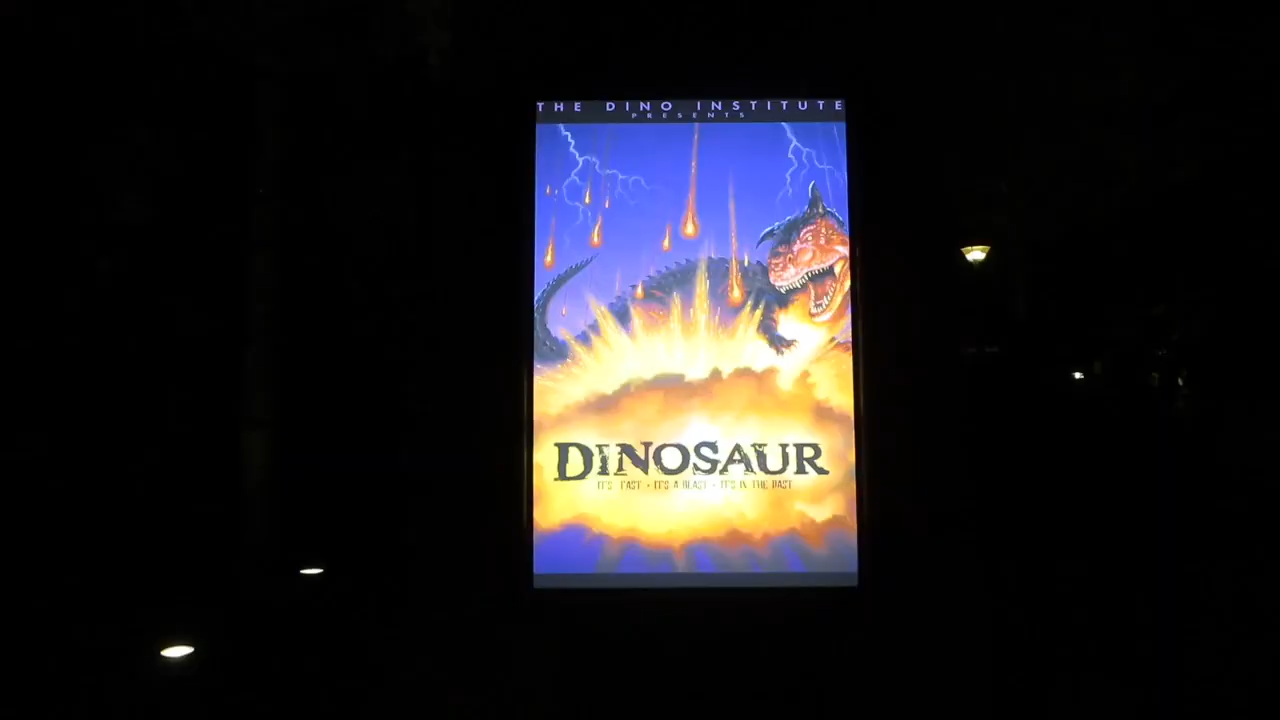 THE DINO INSTITUTE
PRESENTS
DINOSAUR
IT'S FAST • IT'S A BLAST • IT'S IN THE PAST